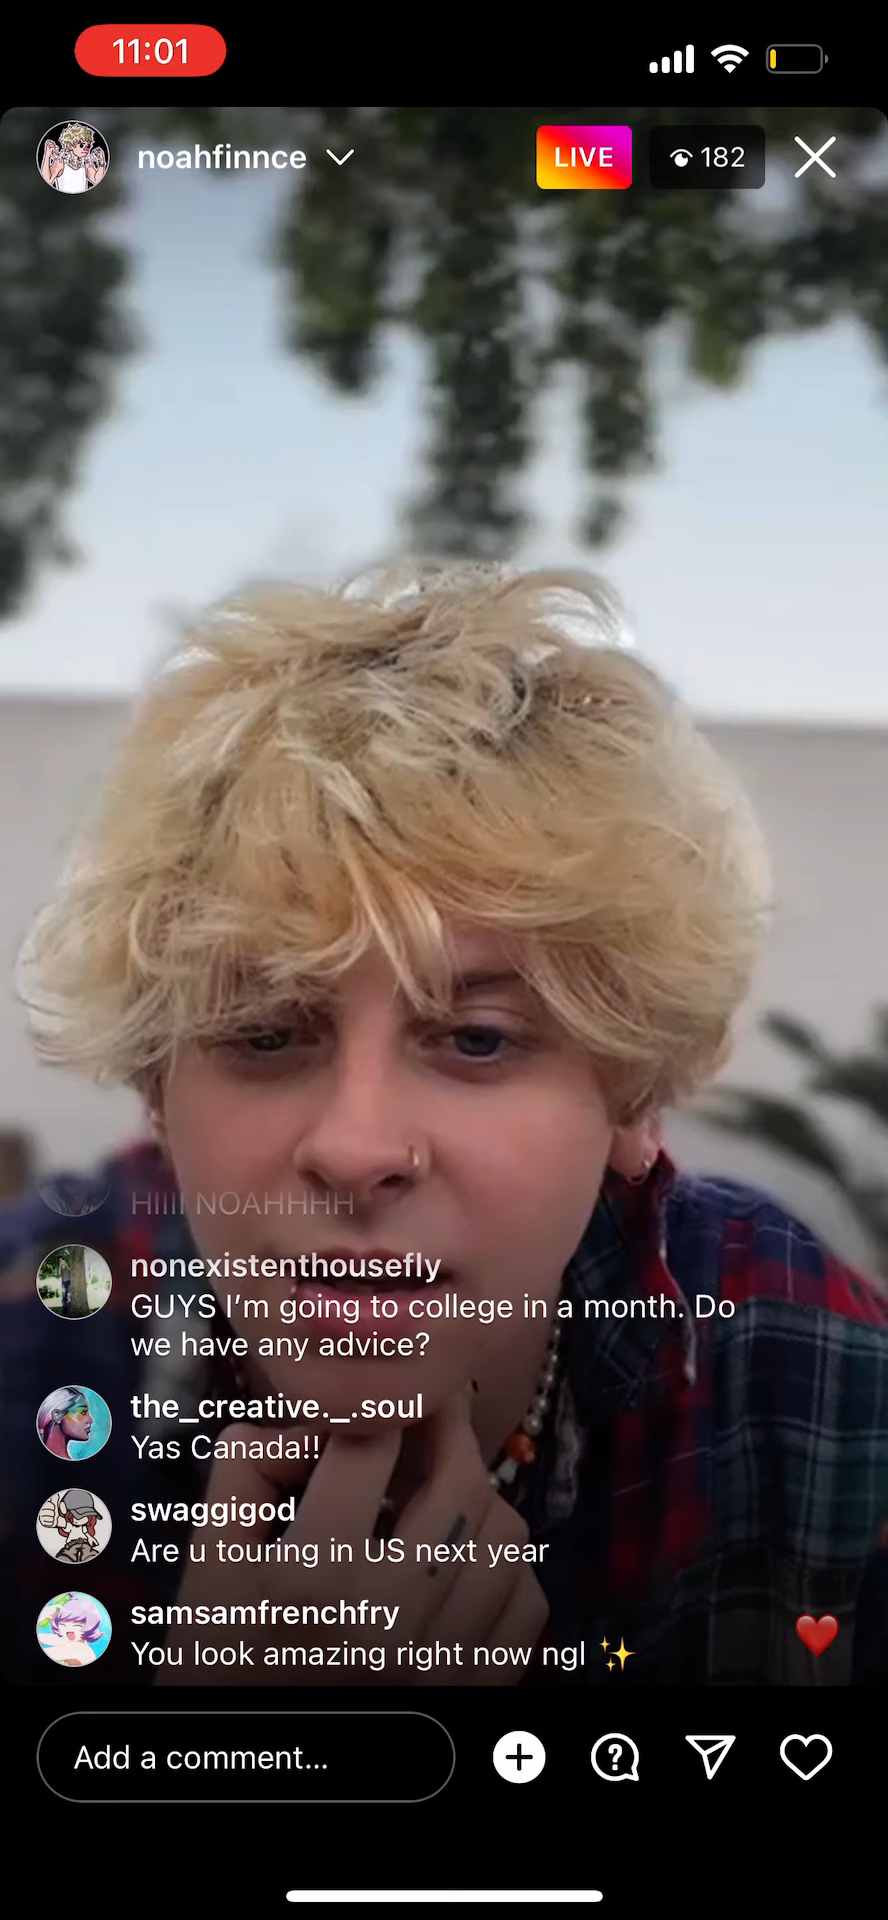 11:01
noahfinnce
LIVE
182
HIIII NOAHHHH
nonexistenthousefly
GUYS I’m going to college in a month. Do
we have any advice?
the_creative._.soul
Yas Canada!!
swaggigod
Are u touring in US next year
samsamfrenchfry
You look amazing right now ngl ✨
Add a comment...